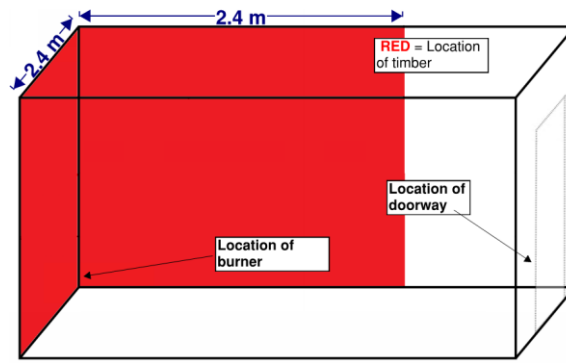 2.4 m
2.4 m
RED = Location
of timber
Location of
doorway
Location of
burner